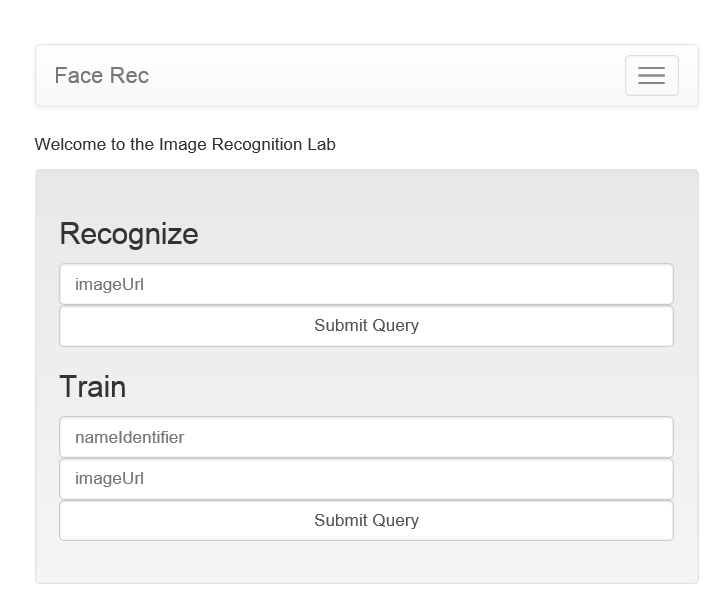 Face Rec
Welcome to the Image Recognition Lab
Recognize
imageUrl
Submit Query
Train
nameIdentifier
imageUrl
Submit Query